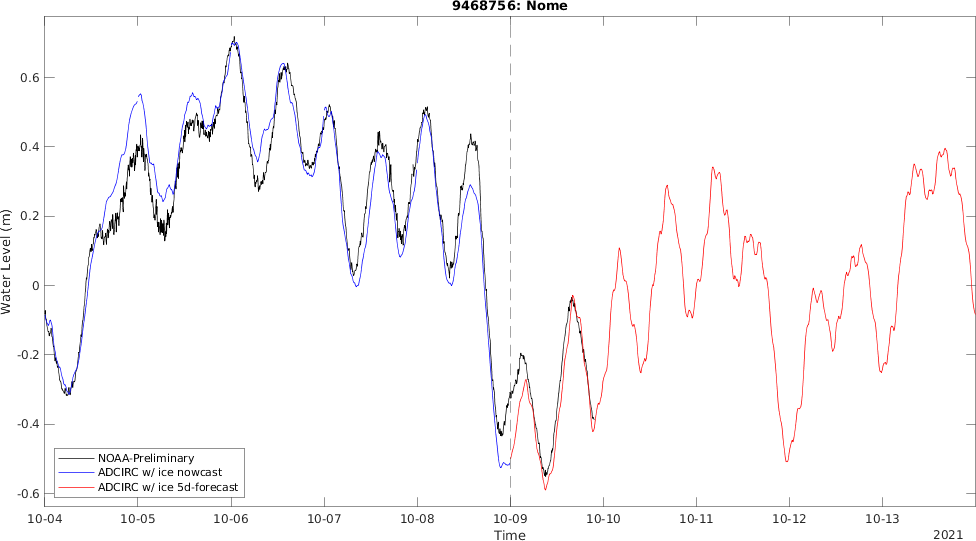 9468756: Nome
Water Level (m)
0.6
0.4
0.2
0
-0.2
-0.4
-0.6
NOAA-Preliminary
ADCIRC w/ ice nowcast
ADCIRC w/ ice 5d-forecast
10-04 10-05 10-06 10-07 10-08 10-09 10-10 10-11 10-12 10-13
Time
2021